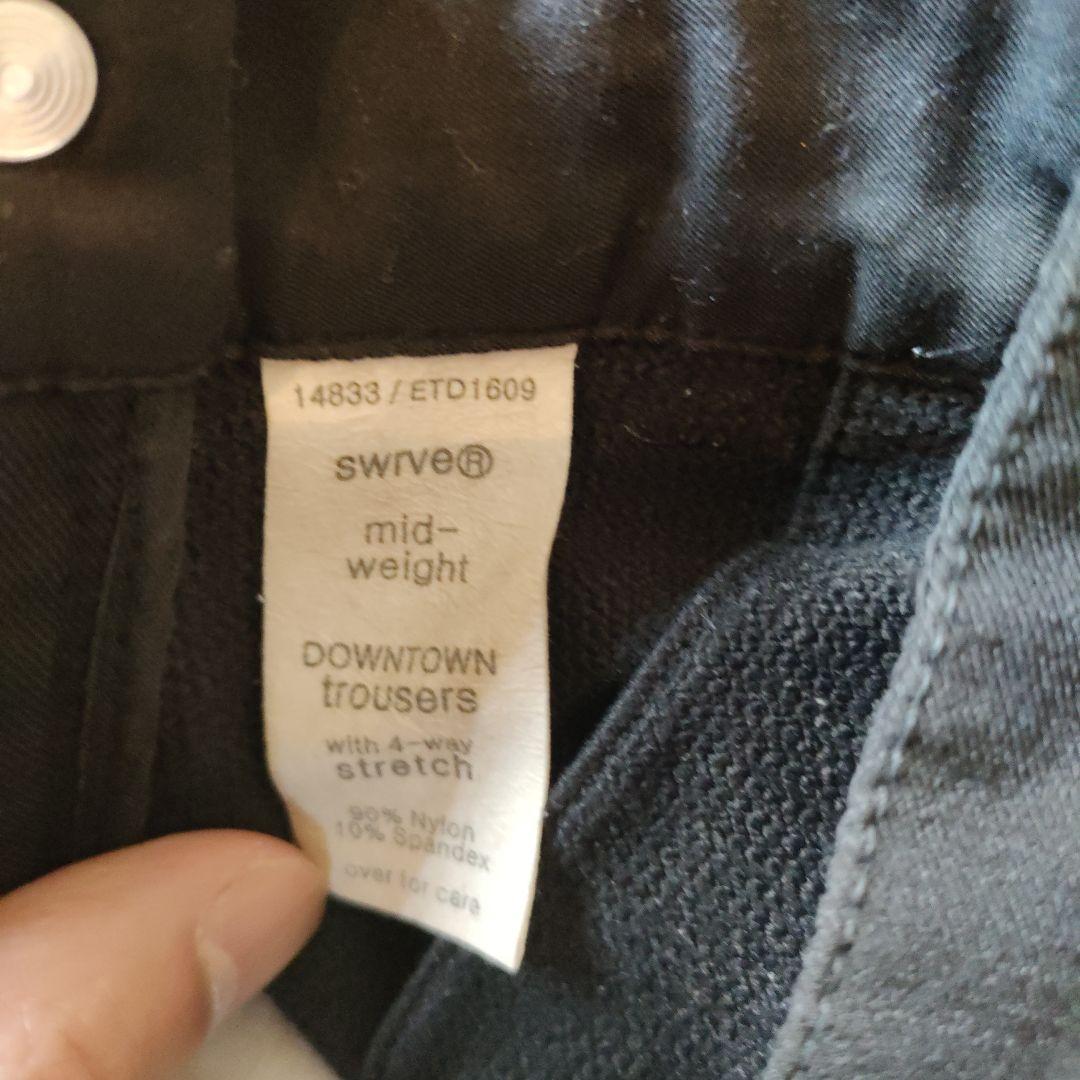 14833 / ETD1609
swrve®
mid-
weight
DOWNTOWN
trousers
with 4-way
stretch
90% Nylon
10% Spandex
over for care